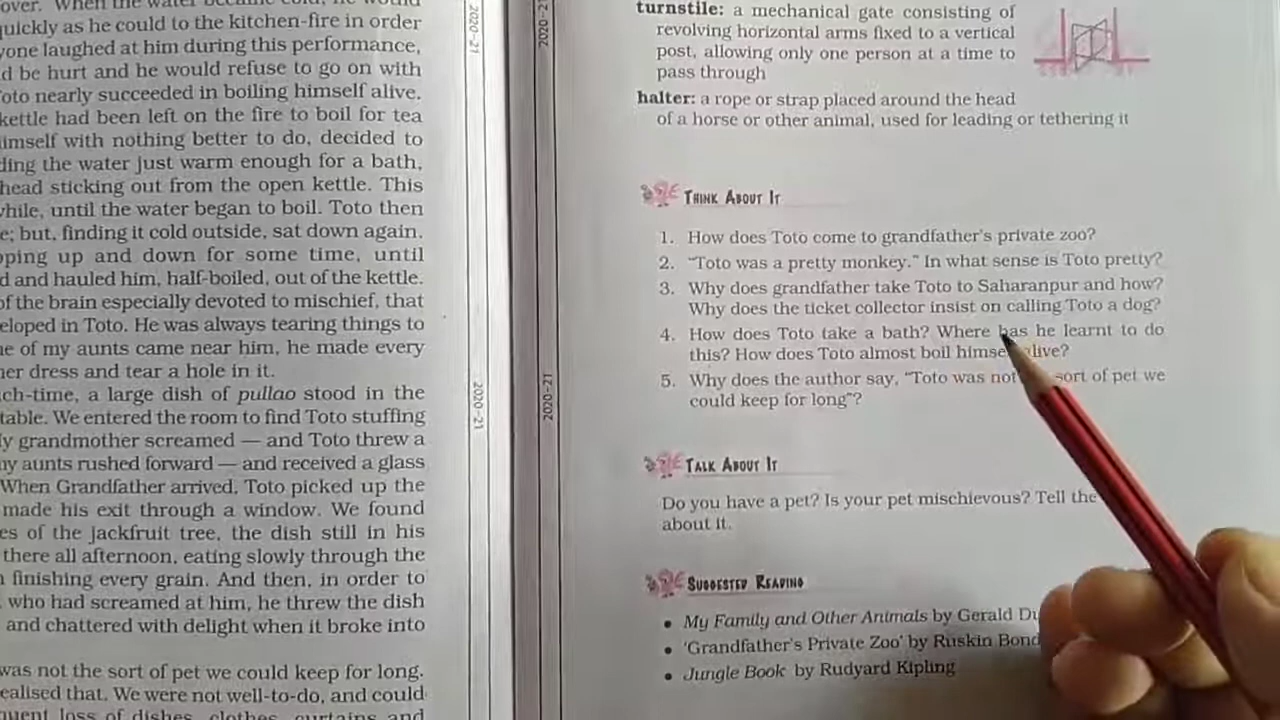 over. When the water became cold, he would
quickly as he could to the kitchen-fire in order
yone laughed at him during this performance,
d be hurt and he would refuse to go on with
oto nearly succeeded in boiling himself alive.
kettle had been left on the fire to boil for tea
imself with nothing better to do, decided to
ding the water just warm enough for a bath,
head sticking out from the open kettle. This
while, until the water began to boil. Toto then
e; but, finding it cold outside, sat down again.
pping up and down for some time, until
d and hauled him, half-boiled, out of the kettle.
of the brain especially devoted to mischief, that
eloped in Toto. He was always tearing things to
ne of my aunts came near him, he made every
her dress and tear a hole in it.
ch-time, a large dish of pullao stood in the
table. We entered the room to find Toto stuffing
ly grandmother screamed — and Toto threw a
ny aunts rushed forward — and received a glass
When Grandfather arrived, Toto picked up the
made his exit through a window. We found
es of the jackfruit tree, the dish still in his
there all afternoon, eating slowly through the
n finishing every grain. And then, in order to
who had screamed at him, he threw the dish
and chattered with delight when it broke into
was not the sort of pet we could keep for long.
ealised that. We were not well-to-do, and could
quent loss of dishes, clothes, curtains and
2020-21
2020-21
2020-21
2020-21
turnstile: a mechanical gate consisting of
revolving horizontal arms fixed to a vertical
post, allowing only one person at a time to
pass through
halter: a rope or strap placed around the head
of a horse or other animal, used for leading or tethering it
Think About It
1. How does Toto come to grandfather's private zoo?
2. "Toto was a pretty monkey." In what sense is Toto pretty?
3. Why does grandfather take Toto to Saharanpur and how?
Why does the ticket collector insist on calling Toto a dog?
4. How does Toto take a bath? Where has he learnt to do
this? How does Toto almost boil himse alive?
5. Why does the author say, "Toto was not sort of pet we
could keep for long"?
Talk About It
Do you have a pet? Is your pet mischievous? Tell the
about it.
Suggested Reading
• My Family and Other Animals by Gerald Du
• 'Grandfather's Private Zoo' by Ruskin Bond
• Jungle Book by Rudyard Kipling